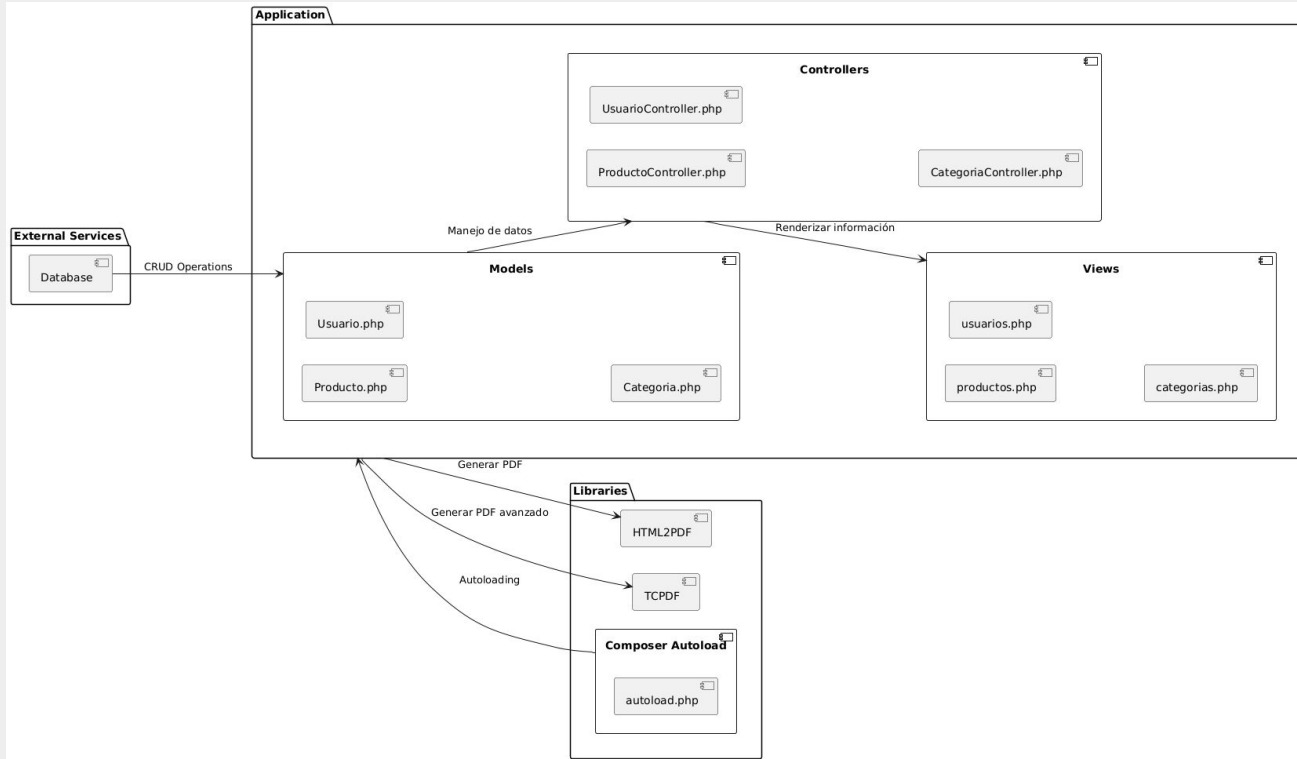 Application
Controllers
UsuarioController.php
ProductoController.php
CategoriaController.php
Manejo de datos
Renderizar información
External Services
Database
CRUD Operations
Models
Usuario.php
Producto.php
Categoria.php
Views
usuarios.php
productos.php
categorias.php
Generar PDF
Generar PDF avanzado
Autoloading
Libraries
HTML2PDF
TCPDF
Composer Autoload
autoload.php